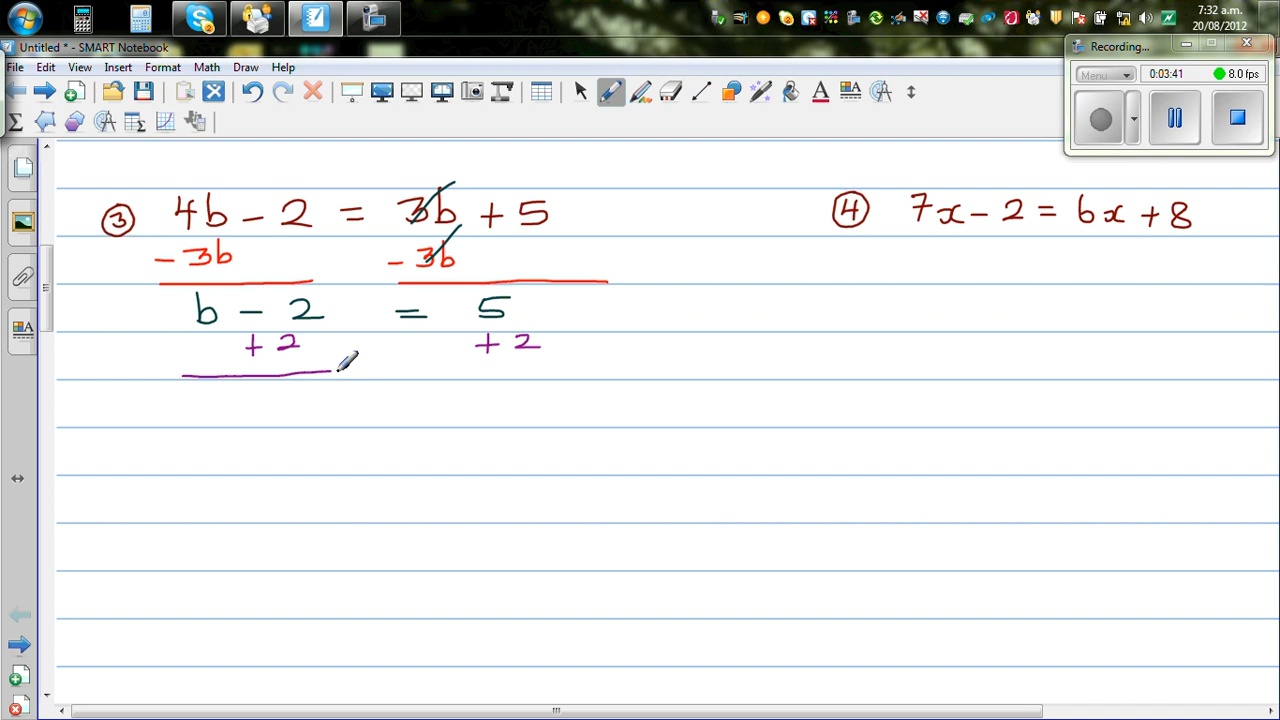 7:32 a.m.
20/08/2012
Untitled * - SMART Notebook
File Edit View Insert Format Math Draw Help
Recording...
Menu 0:03:41 8.0 fps
③ 4b - 2 = 3b + 5
- 3b - 3b
b - 2 = 5
+ 2 + 2
④ 7x - 2 = 6x + 8